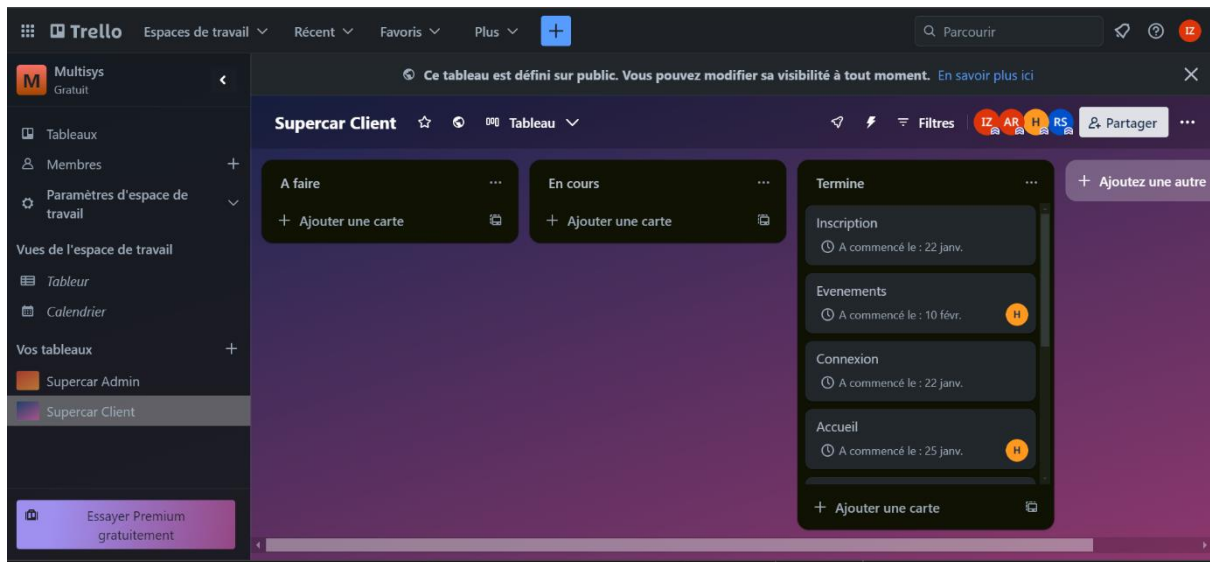 Trello Espaces de travail Récent Favoris Plus + Parcourir IZ
M Multisys
Gratuit
Ce tableau est défini sur public. Vous pouvez modifier sa visibilité à tout moment. En savoir plus ici
Supercar Client Tableau Filtres IZ AR H RS Partager
Tableaux
Membres
Paramètres d'espace de
travail
Vues de l'espace de travail
Tableur
Calendrier
Vos tableaux
Supercar Admin
Supercar Client
Essayer Premium
gratuitement
A faire
Ajouter une carte
En cours
Ajouter une carte
Termine
Inscription
A commencé le : 22 janv.
Evenements
A commencé le : 10 févr. H
Connexion
A commencé le : 22 janv.
Accueil
A commencé le : 25 janv. H
Ajouter une carte
Ajoutez une autre